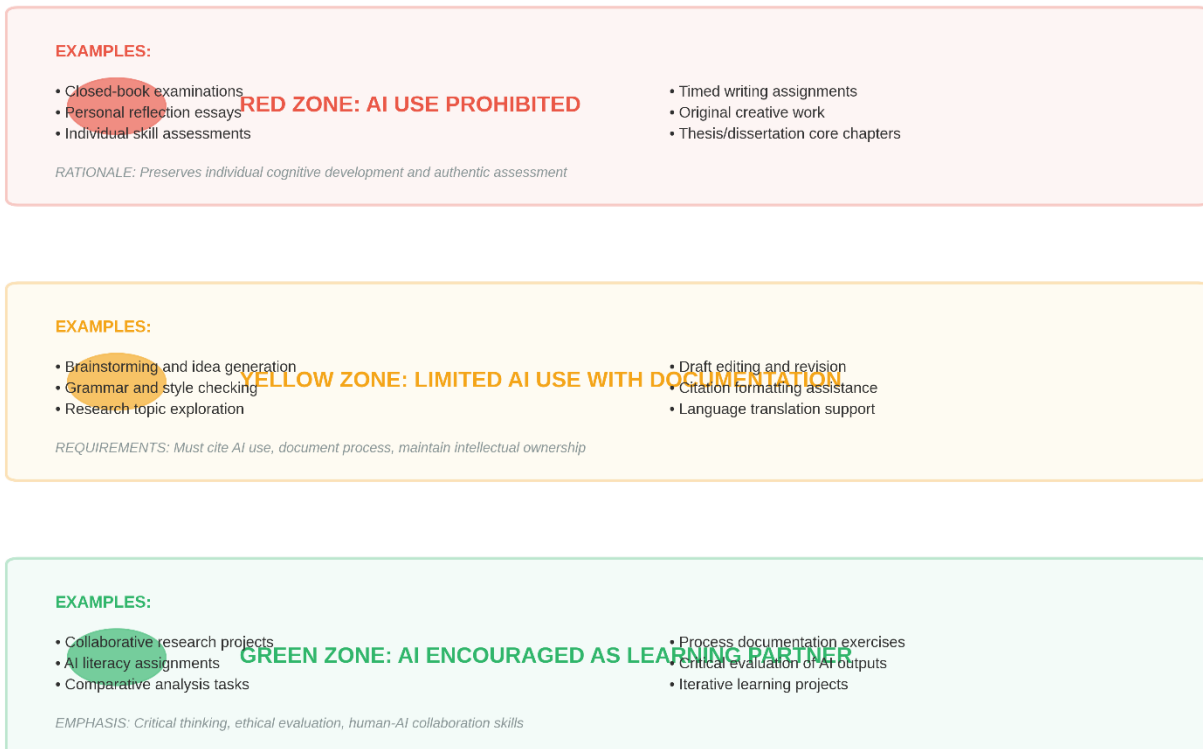 EXAMPLES:
• Closed-book examinations
• Personal reflection essays
• Individual skill assessments
RED ZONE: AI USE PROHIBITED
• Timed writing assignments
• Original creative work
• Thesis/dissertation core chapters
RATIONALE: Preserves individual cognitive development and authentic assessment
EXAMPLES:
• Brainstorming and idea generation
• Grammar and style checking
• Research topic exploration
YELLOW ZONE: LIMITED AI USE WITH DOCUMENTATION
• Draft editing and revision
• Citation formatting assistance
• Language translation support
REQUIREMENTS: Must cite AI use, document process, maintain intellectual ownership
EXAMPLES:
• Collaborative research projects
• AI literacy assignments
• Comparative analysis tasks
GREEN ZONE: AI ENCOURAGED AS LEARNING PARTNER
• Process documentation exercises
• Critical evaluation of AI outputs
• Iterative learning projects
EMPHASIS: Critical thinking, ethical evaluation, human-AI collaboration skills